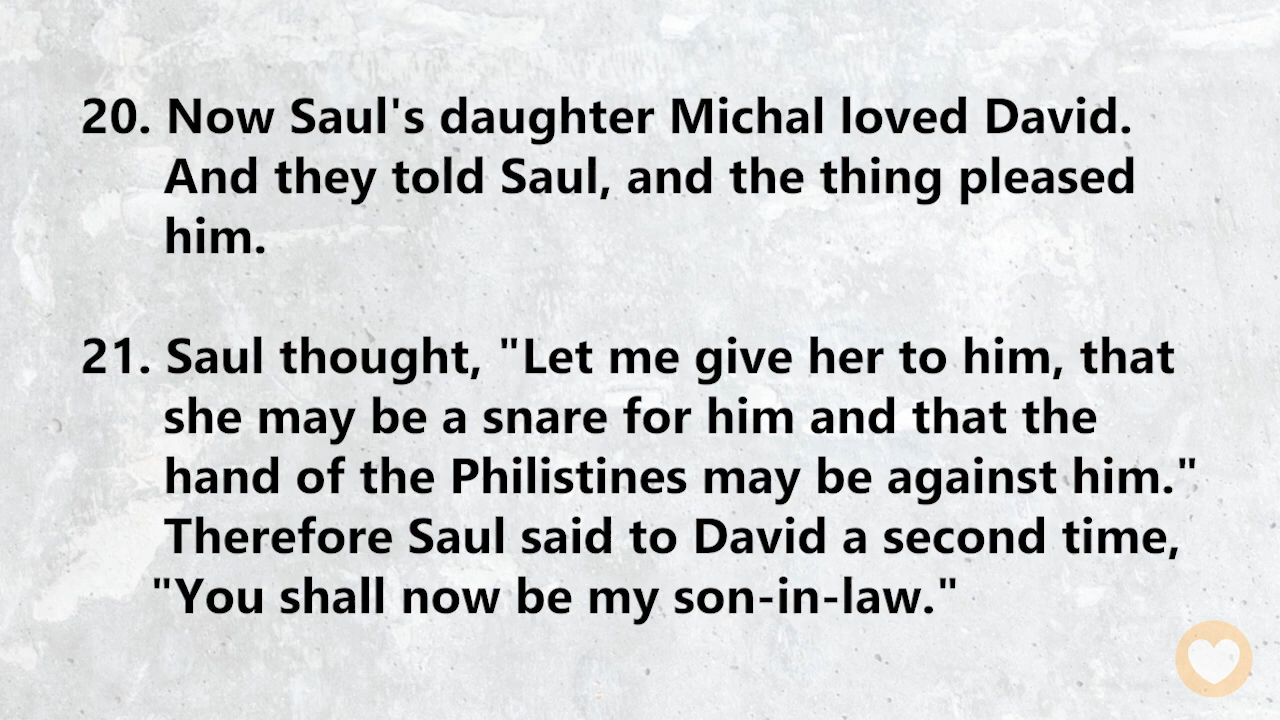 20. Now Saul's daughter Michal loved David.
And they told Saul, and the thing pleased
him.
21. Saul thought, "Let me give her to him, that
she may be a snare for him and that the
hand of the Philistines may be against him."
Therefore Saul said to David a second time,
"You shall now be my son-in-law."